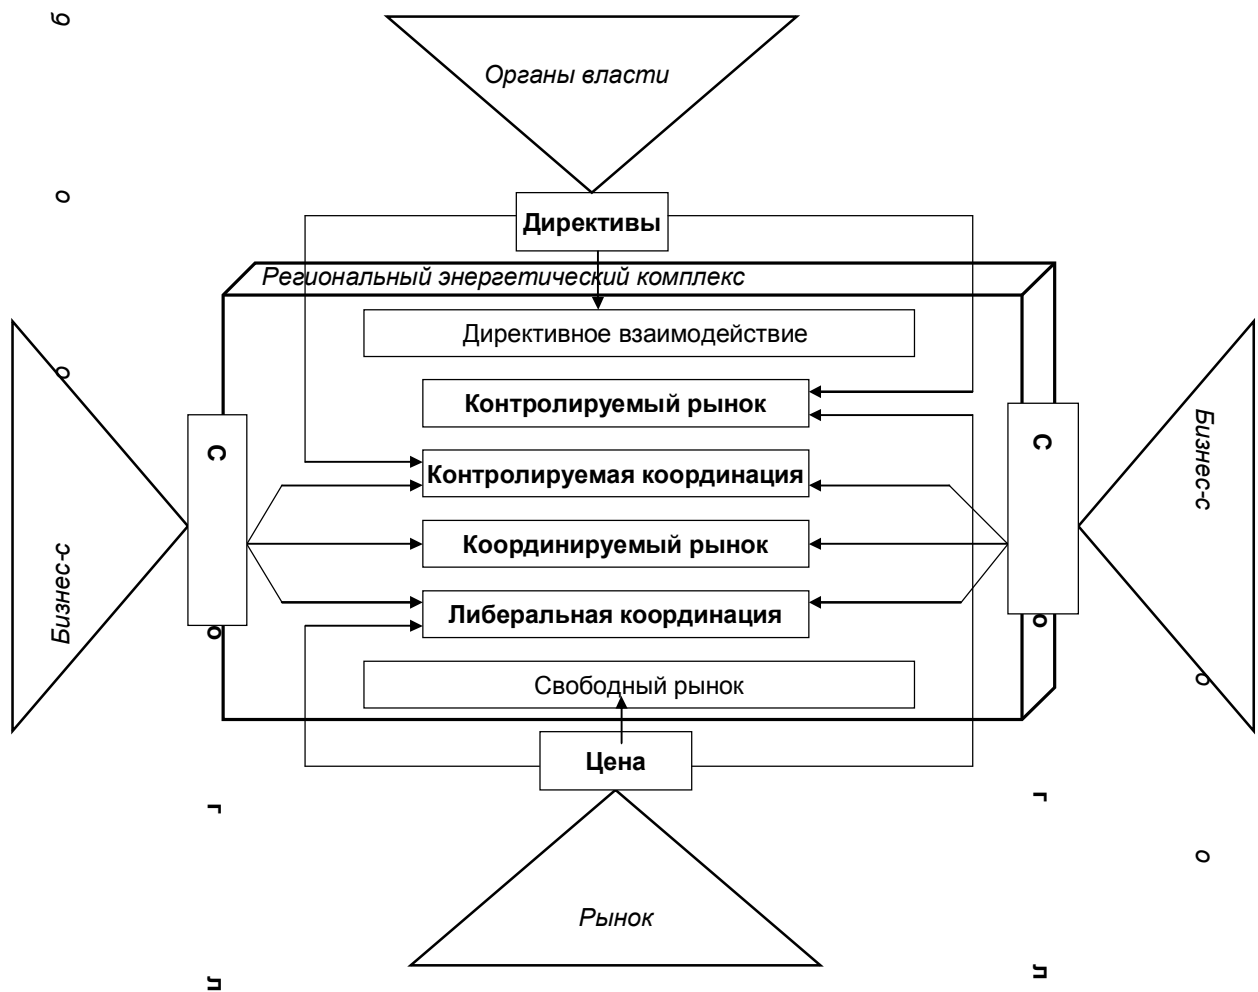 Органы власти
Директивы
Региональный энергетический комплекс
Директивное взаимодействие
Контролируемый рынок
Контролируемая координация
Координируемый рынок
Либеральная координация
Свободный рынок
Цена
Рынок
Бизнес-с
о
о
б
С
о
г
л
С
о
г
л
Бизнес-с
о
о